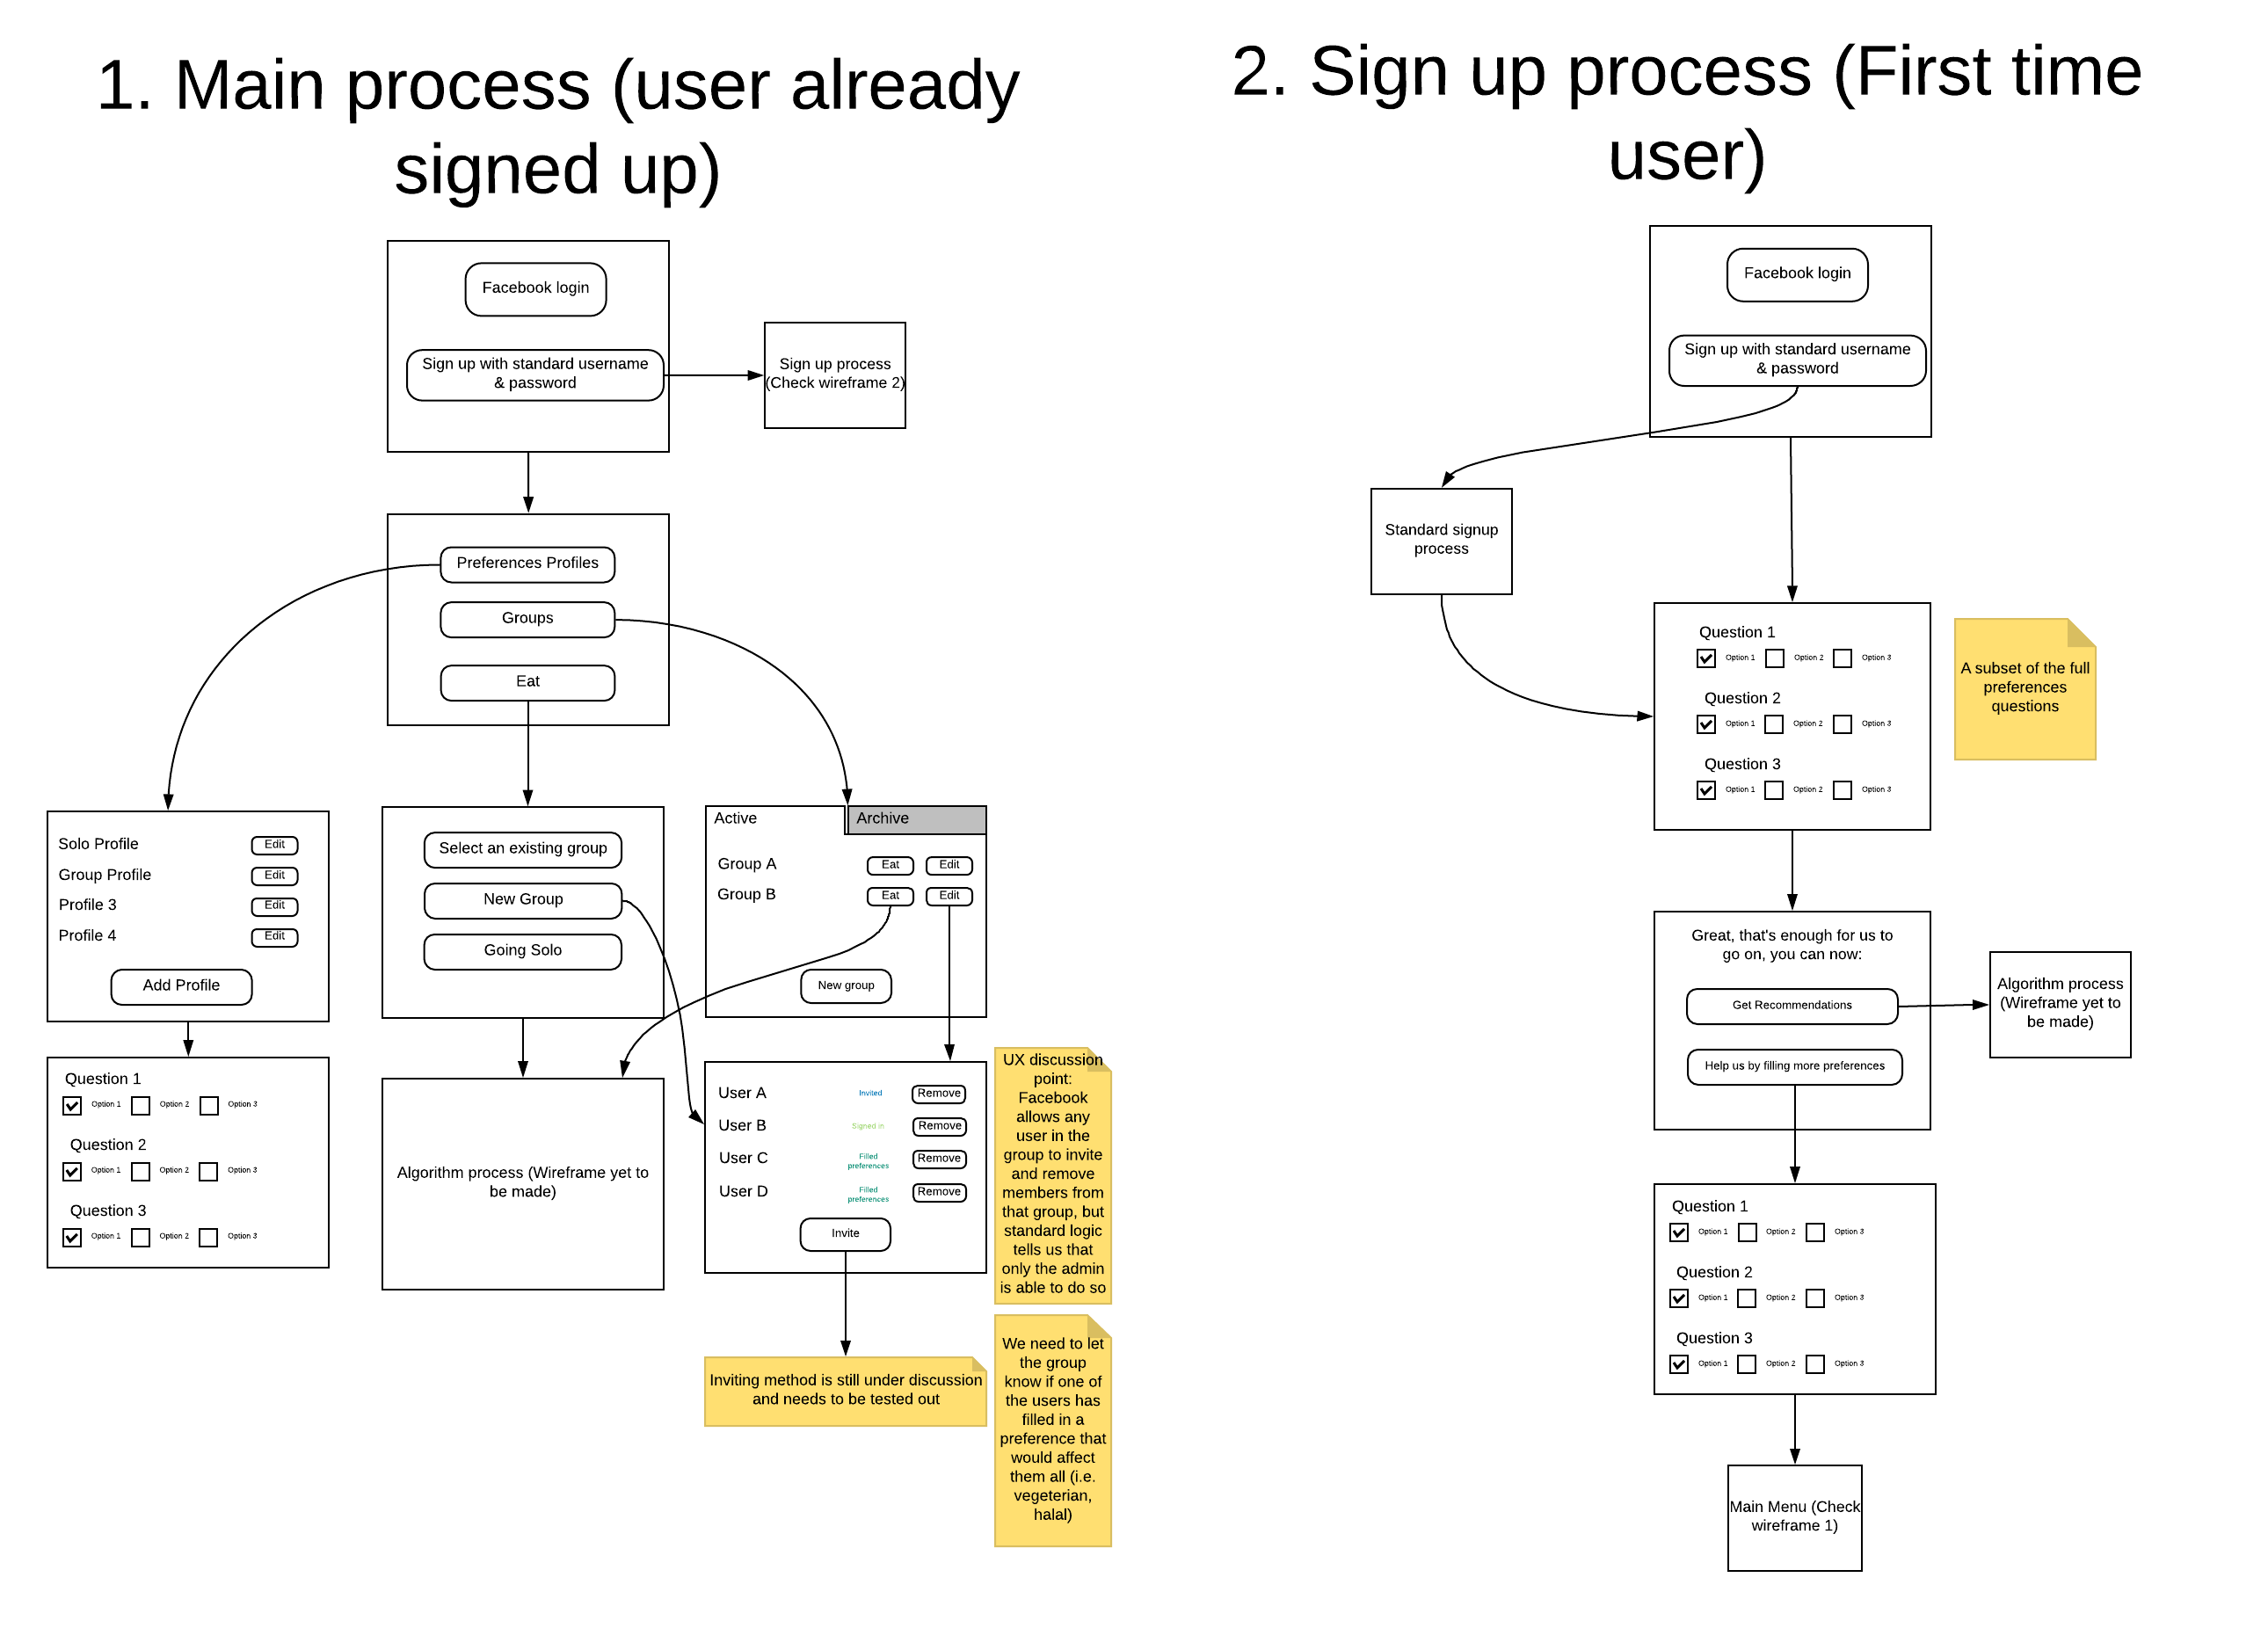 1. Main process (user already
signed up)
Facebook login
Sign up with standard username
& password
Sign up process
(Check wireframe 2)
Preferences Profiles
Groups
Eat
Solo Profile
Edit
Group Profile
Edit
Profile 3
Edit
Profile 4
Edit
Add Profile
Question 1
Option 1
Option 2
Option 3
Question 2
Option 1
Option 2
Option 3
Question 3
Option 1
Option 2
Option 3
Select an existing group
New Group
Going Solo
Algorithm process (Wireframe yet to
be made)
Active
Archive
Group A
Eat
Edit
Group B
Eat
Edit
New group
User A
Invited
Remove
User B
Signed in
Remove
User C
Filled
preferences
Remove
User D
Filled
preferences
Remove
Invite
Inviting method is still under discussion
and needs to be tested out
UX discussion
point:
Facebook
allows any
user in the
group to invite
and remove
members from
that group, but
standard logic
tells us that
only the admin
is able to do so
We need to let
the group
know if one of
the users has
filled in a
preference that
would affect
them all (i.e.
vegeterian,
halal)
2. Sign up process (First time
user)
Facebook login
Sign up with standard username
& password
Standard signup
process
Question 1
Option 1
Option 2
Option 3
Question 2
Option 1
Option 2
Option 3
Question 3
Option 1
Option 2
Option 3
A subset of the full
preferences
questions
Great, that's enough for us to
go on, you can now:
Get Recommendations
Help us by filling more preferences
Algorithm process
(Wireframe yet to
be made)
Question 1
Option 1
Option 2
Option 3
Question 2
Option 1
Option 2
Option 3
Question 3
Option 1
Option 2
Option 3
Main Menu (Check
wireframe 1)